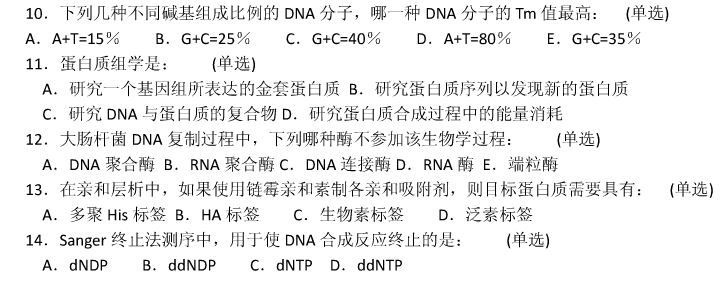 10. 下列几种不同碱基组成比例的 DNA 分子，哪一种 DNA 分子的 Tm 值最高： (单选)
A. A+T=15% B. G+C=25% C. G+C=40% D. A+T=80% E. G+C=35%
11. 蛋白质组学是： (单选)
A. 研究一个基因组所表达的金套蛋白质 B. 研究蛋白质序列以发现新的蛋白质
C. 研究 DNA 与蛋白质的复合物 D. 研究蛋白质合成过程中的能量消耗
12. 大肠杆菌 DNA 复制过程中，下列哪种酶不参加该生物学过程： (单选)
A. DNA 聚合酶 B. RNA 聚合酶 C. DNA 连接酶 D. RNA 酶 E. 端粒酶
13. 在亲和层析中，如果使用链霉亲和素制各亲和吸附剂，则目标蛋白质需要具有： (单选)
A. 多聚 His 标签 B. HA 标签 C. 生物素标签 D. 泛素标签
14. Sanger 终止法测序中，用于使 DNA 合成反应终止的是： (单选)
A. dNDP B. ddNDP C. dNTP D. ddNTP